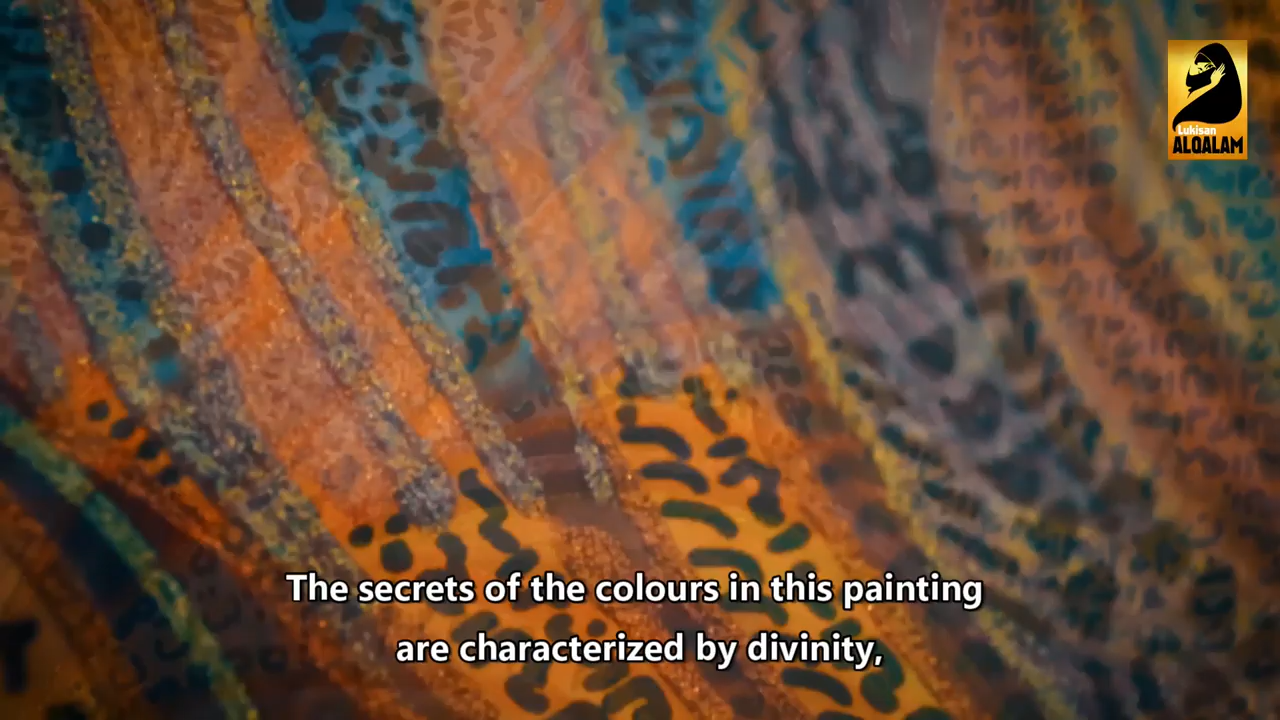 Lukisan
ALQALAM
The secrets of the colours in this painting
are characterized by divinity,